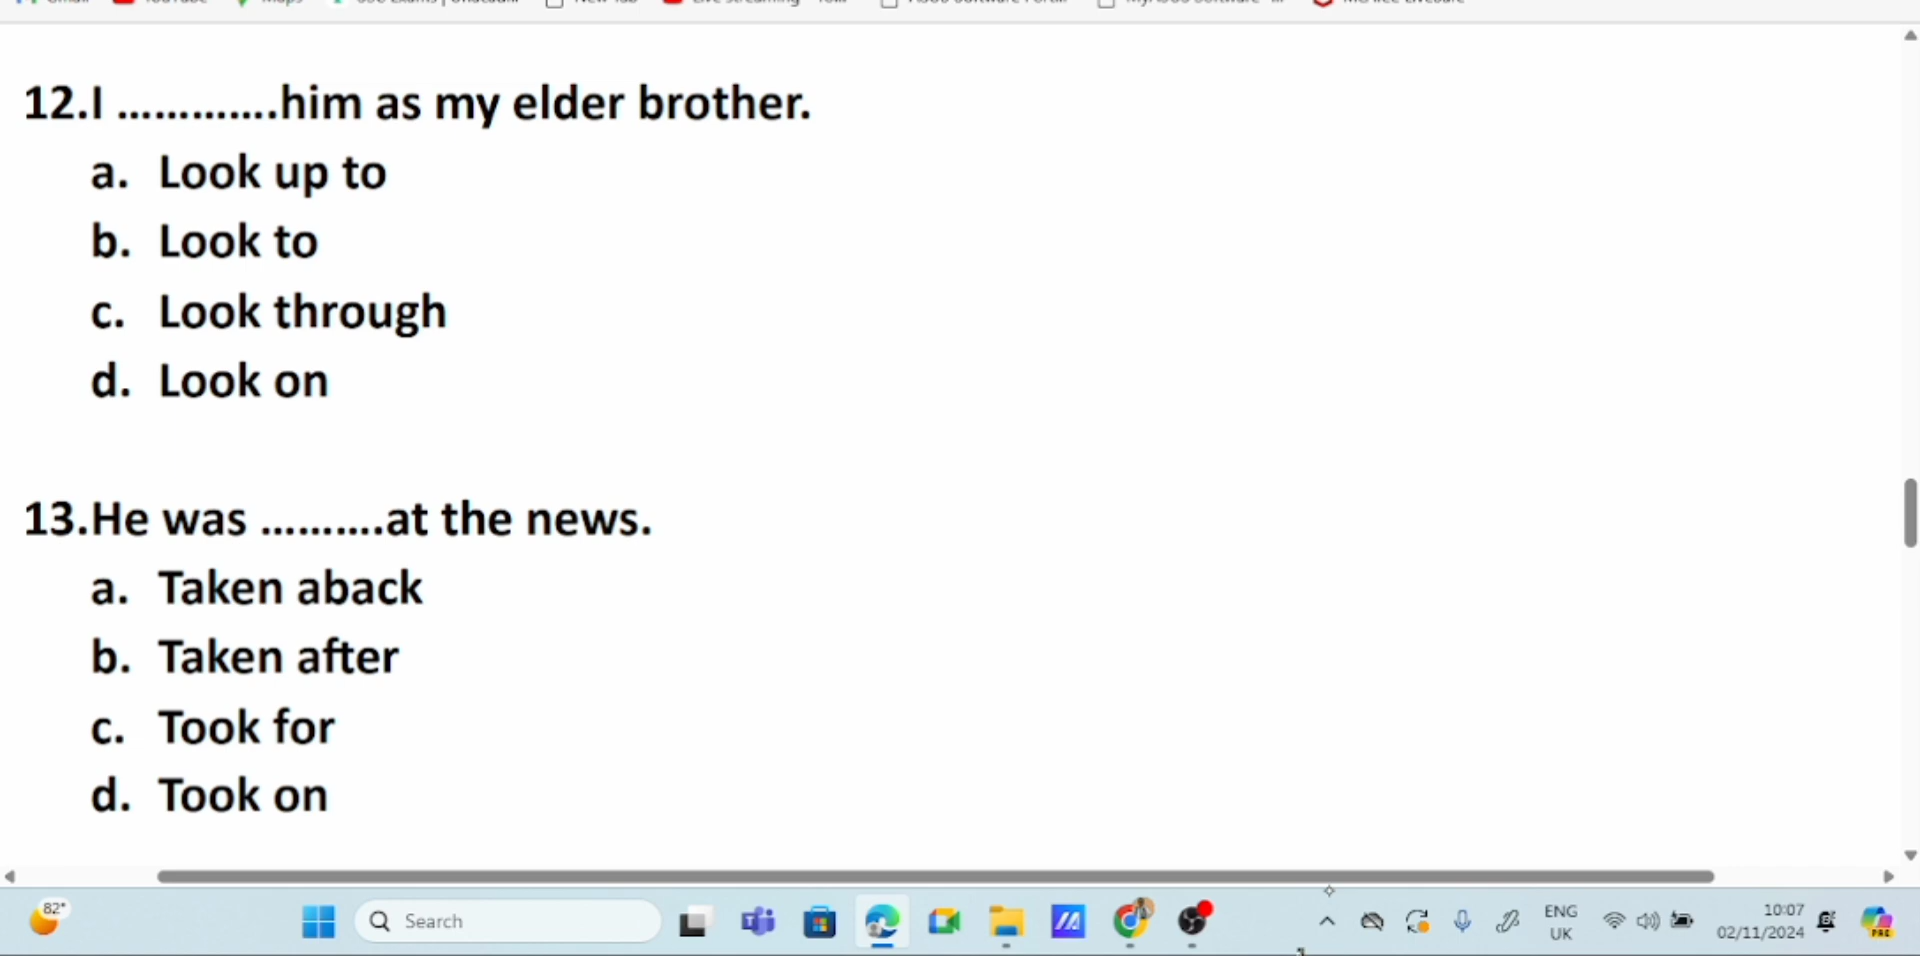 12.I .............him as my elder brother.
a. Look up to
b. Look to
c. Look through
d. Look on
13.He was ..........at the news.
a. Taken aback
b. Taken after
c. Took for
d. Took on
82°
Search
ENG
UK
10:07
02/11/2024